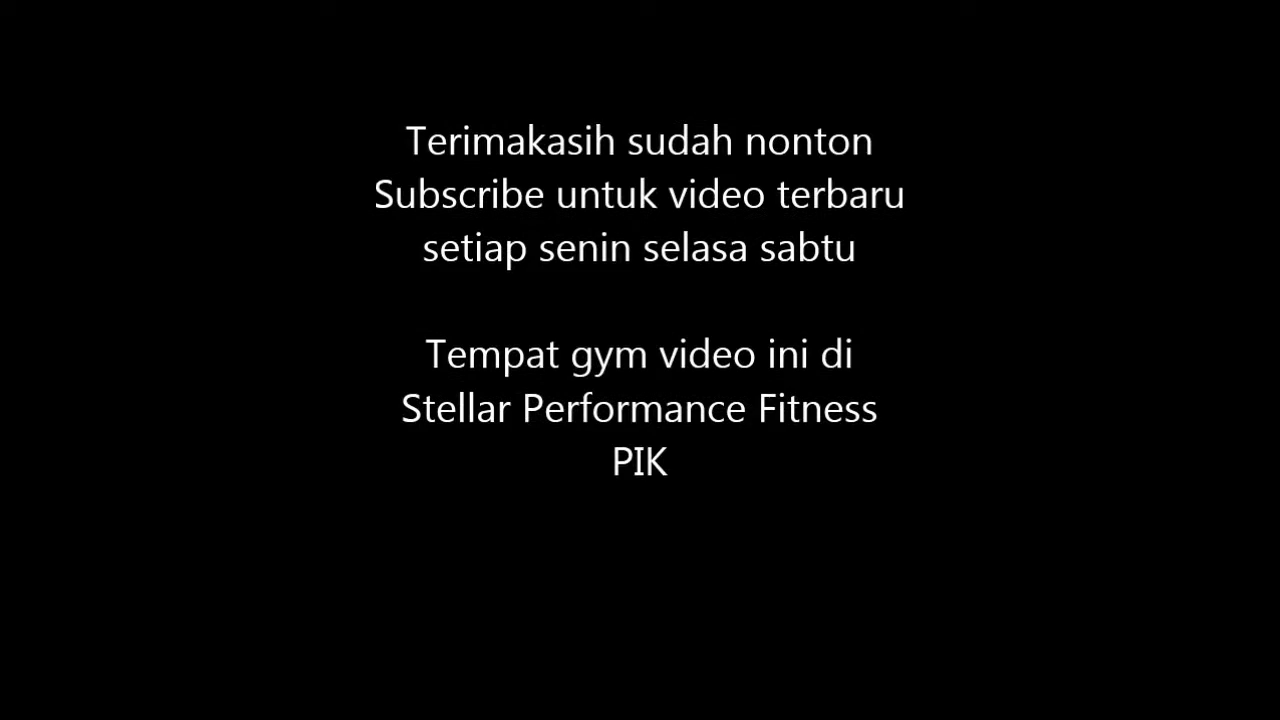 Terimakasih sudah nonton
Subscribe untuk video terbaru
setiap senin selasa sabtu
Tempat gym video ini di
Stellar Performance Fitness
PIK